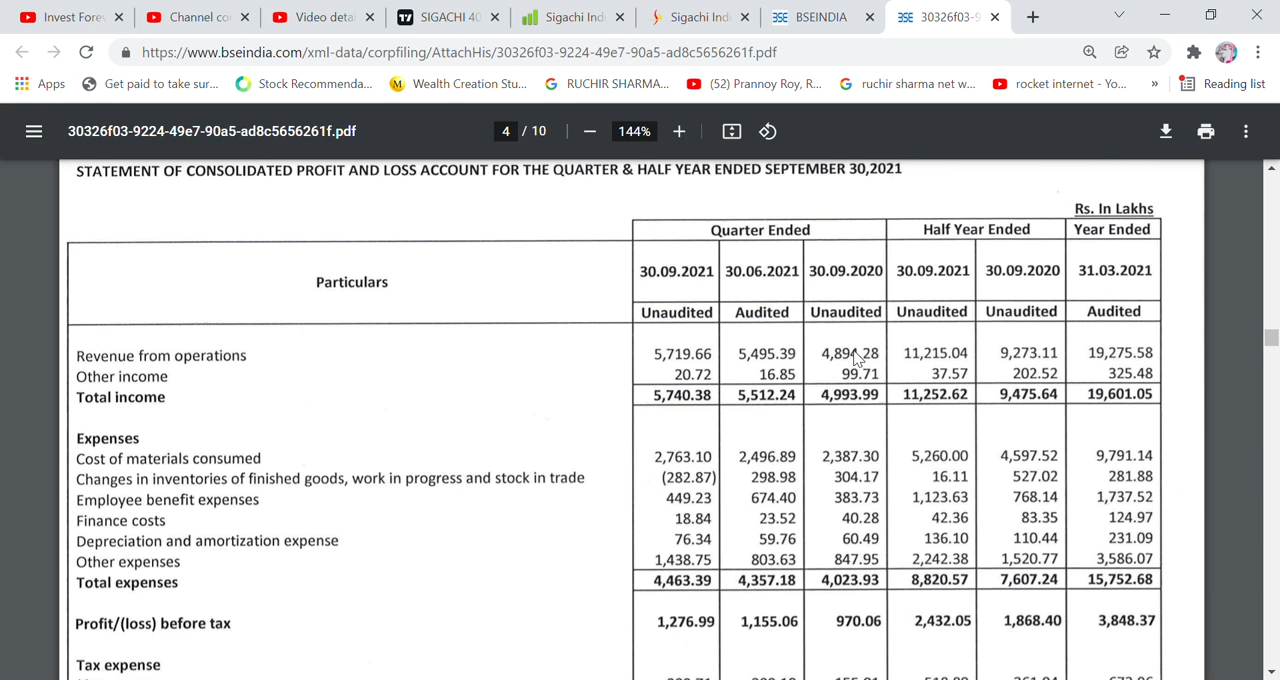 Invest Fore
Channel co
Video detai
SIGACHI 40
Sigachi Ind
Sigachi Ind
BSEINDIA
30326f03-9
https://www.bseindia.com/xml-data/corpfiling/AttachHis/30326f03-9224-49e7-90a5-ad8c5656261f.pdf
Apps Get paid to take sur... Stock Recommenda... Wealth Creation Stu... RUCHIR SHARMA... (52) Prannoy Roy, R... ruchir sharma net w... rocket internet - Yo... » Reading list
30326f03-9224-49e7-90a5-ad8c5656261f.pdf 4 / 10 144%
STATEMENT OF CONSOLIDATED PROFIT AND LOSS ACCOUNT FOR THE QUARTER & HALF YEAR ENDED SEPTEMBER 30,2021
Rs. In Lakhs
Quarter Ended Half Year Ended Year Ended
Particulars 30.09.2021 30.06.2021 30.09.2020 30.09.2021 30.09.2020 31.03.2021
Unaudited Audited Unaudited Unaudited Unaudited Audited
Revenue from operations 5,719.66 5,495.39 4,894.28 11,215.04 9,273.11 19,275.58
Other income 20.72 16.85 99.71 37.57 202.52 325.48
Total income 5,740.38 5,512.24 4,993.99 11,252.62 9,475.64 19,601.05
Expenses
Cost of materials consumed 2,763.10 2,496.89 2,387.30 5,260.00 4,597.52 9,791.14
Changes in inventories of finished goods, work in progress and stock in trade (282.87) 298.98 304.17 16.11 527.02 281.88
Employee benefit expenses 449.23 674.40 383.73 1,123.63 768.14 1,737.52
Finance costs 18.84 23.52 40.28 42.36 83.35 124.97
Depreciation and amortization expense 76.34 59.76 60.49 136.10 110.44 231.09
Other expenses 1,438.75 803.63 847.95 2,242.38 1,520.77 3,586.07
Total expenses 4,463.39 4,357.18 4,023.93 8,820.57 7,607.24 15,752.68
Profit/(loss) before tax 1,276.99 1,155.06 970.06 2,432.05 1,868.40 3,848.37
Tax expense